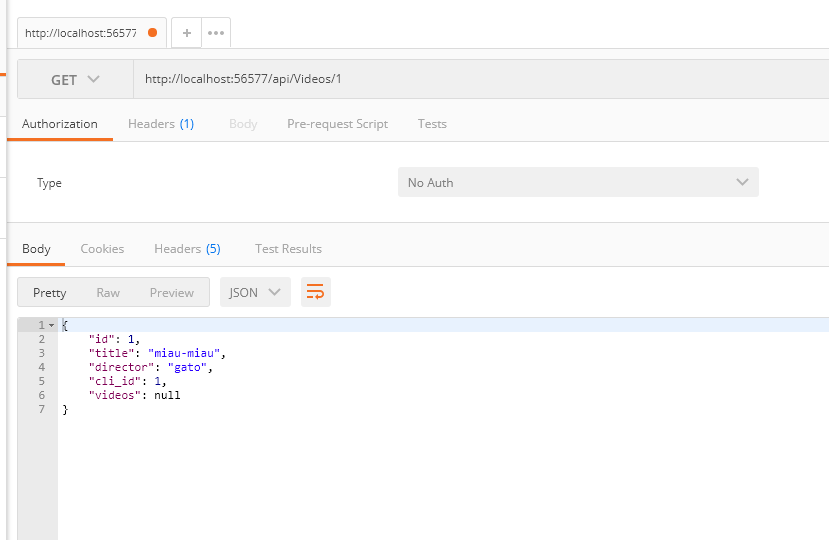 http://localhost:56577
GET http://localhost:56577/api/Videos/1
Authorization Headers (1) Body Pre-request Script Tests
Type No Auth
Body Cookies Headers (5) Test Results
Pretty Raw Preview JSON
1 {
2 "id": 1,
3 "title": "miau-miau",
4 "director": "gato",
5 "cli_id": 1,
6 "videos": null
7 }